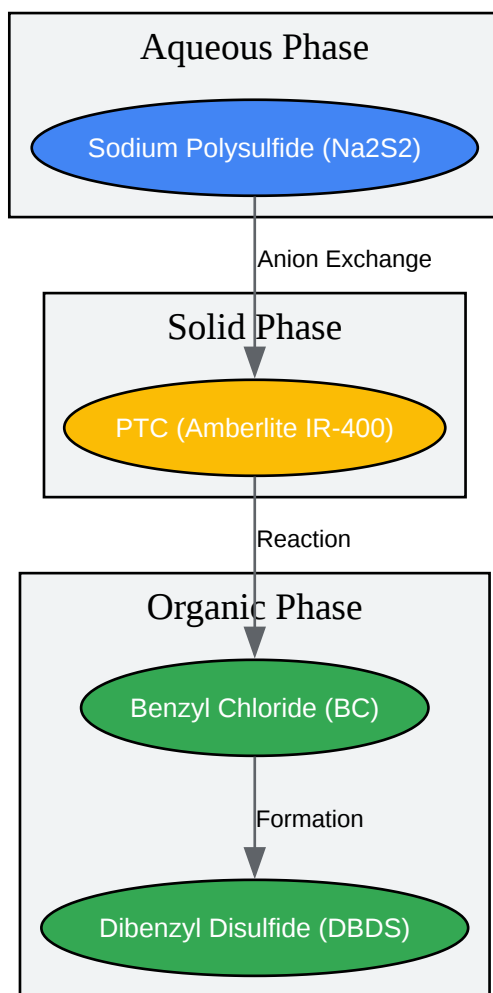 Aqueous Phase
Sodium Polysulfide (Na2S2)
Anion Exchange
Solid Phase
PTC (Amberlite IR-400)
Reaction
Organic Phase
Benzyl Chloride (BC)
Formation
Dibenzyl Disulfide (DBDS)